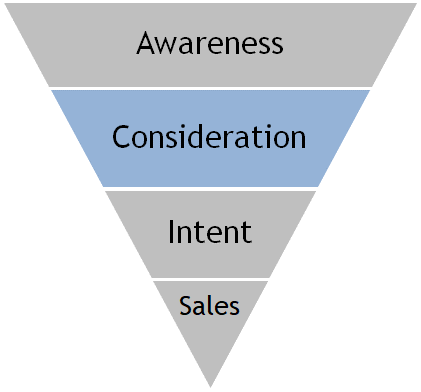 Awareness
Consideration
Intent
Sales